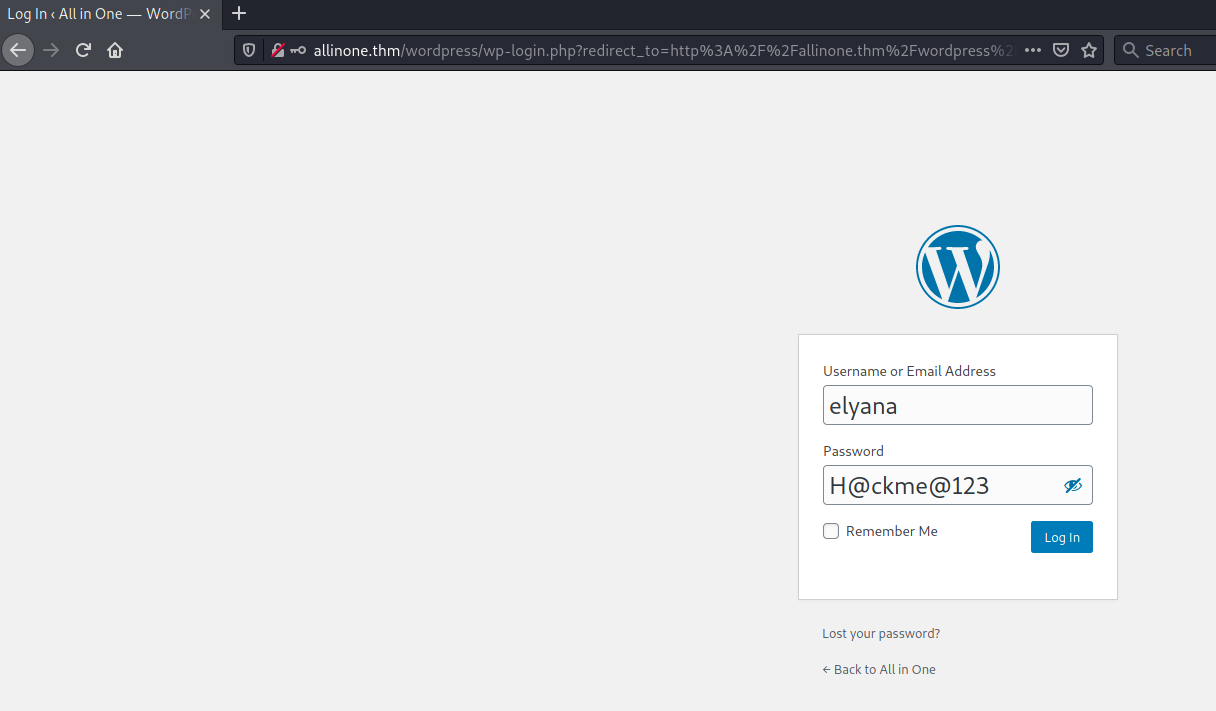 Log In ‹ All in One — WordP
allinone.thm/wordpress/wp-login.php?redirect_to=http%3A%2F%2Fallinone.thm%2Fwordpress%2
Search
Username or Email Address
elyana
Password
H@ckme@123
Remember Me
Log In
Lost your password?
← Back to All in One